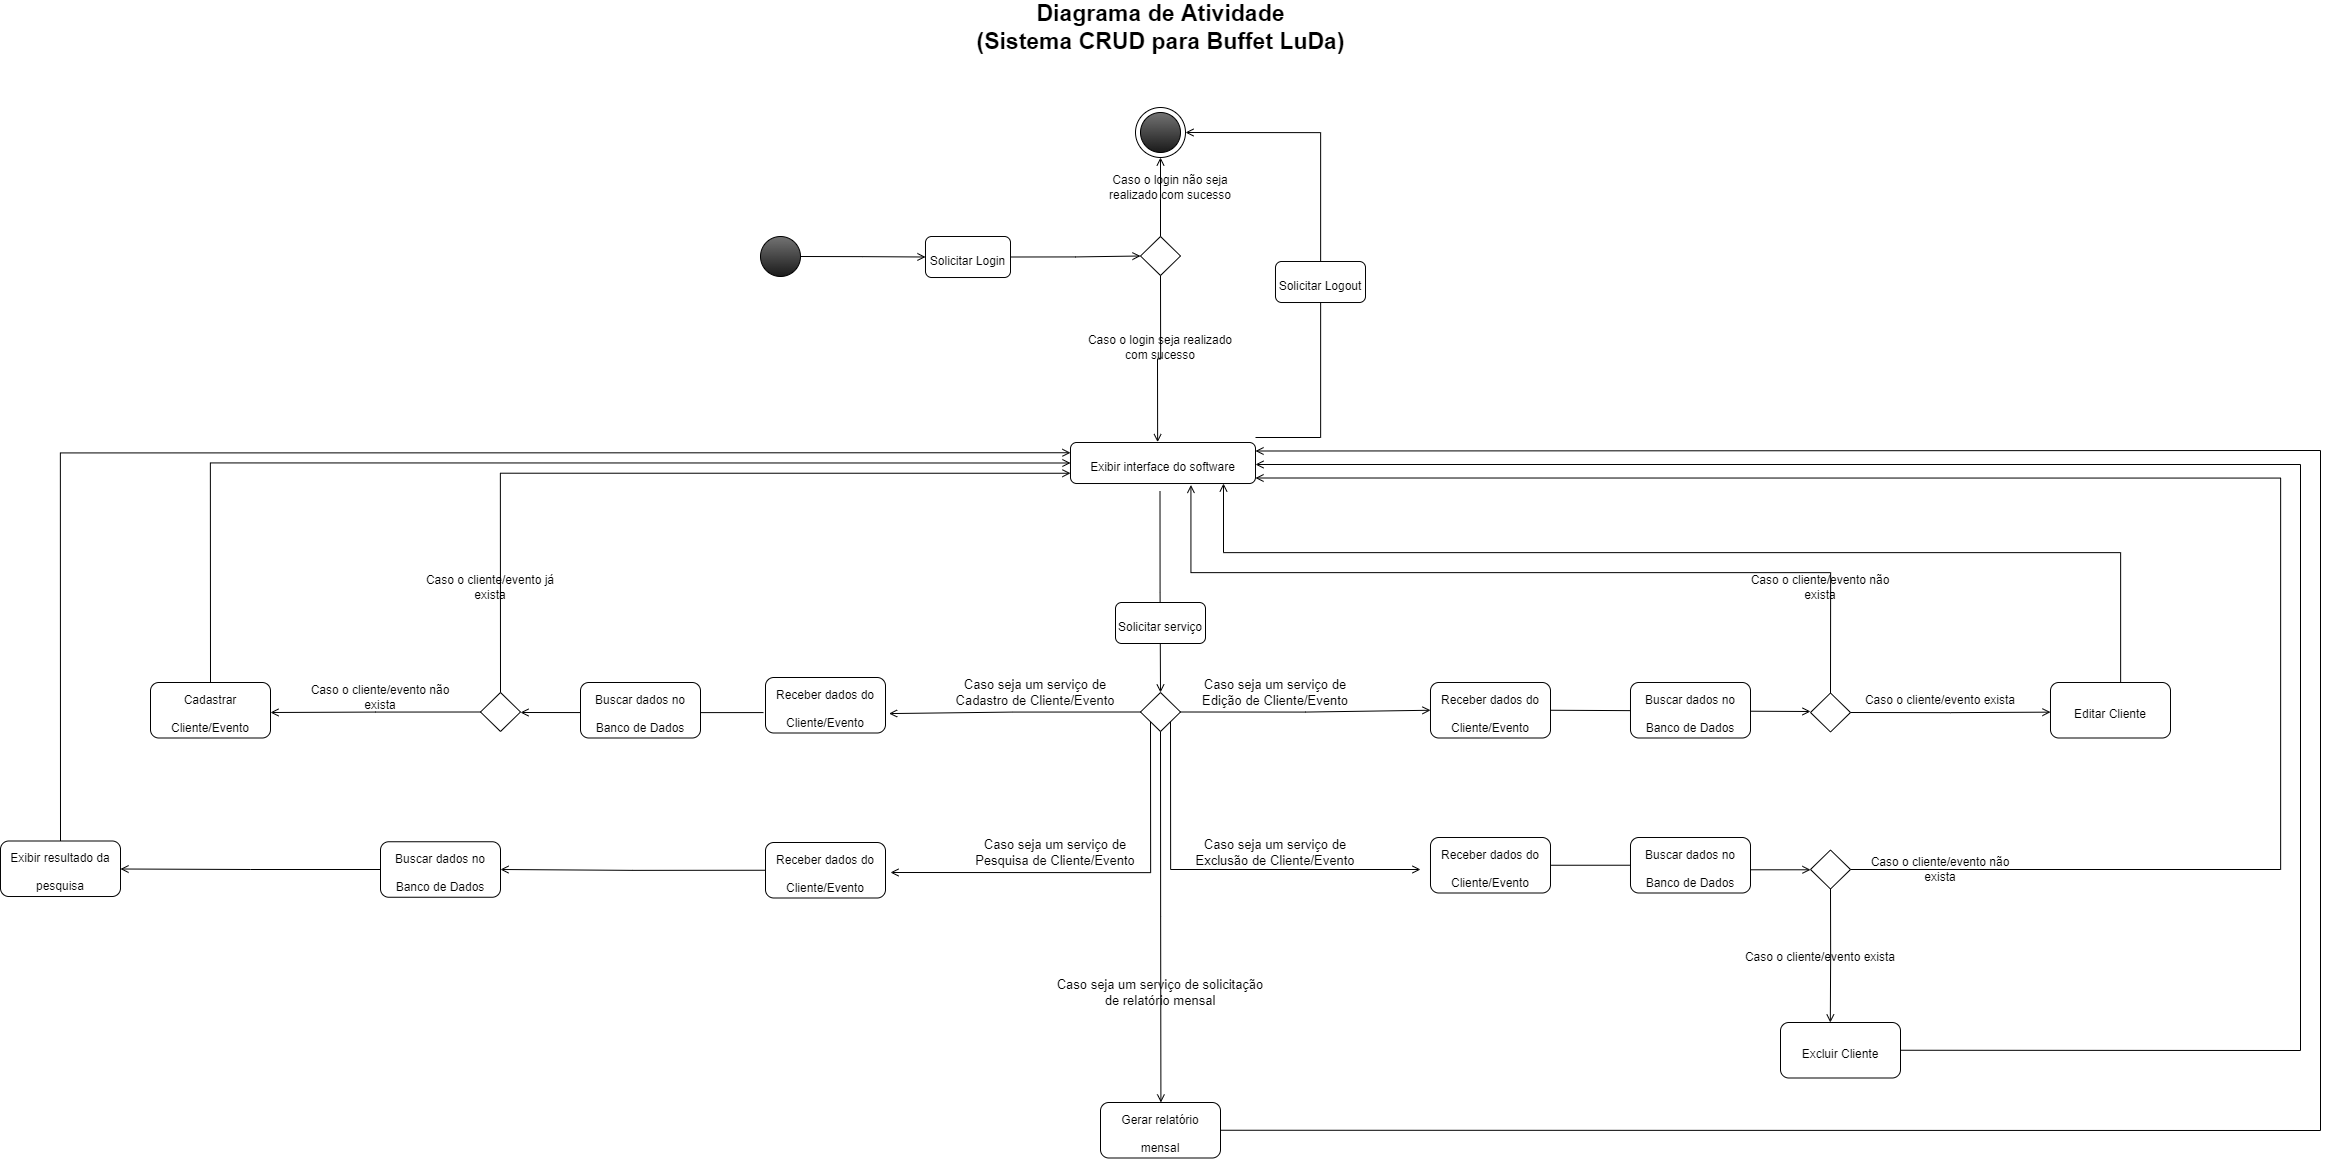 Diagrama de Atividade
(Sistema CRUD para Buffet LuDa)
Caso o login não seja
realizado com sucesso
Solicitar Login
Solicitar Logout
Caso o login seja realizado
com sucesso
Exibir interface do software
Caso o cliente/evento já
exista
Caso o cliente/evento não
exista
Solicitar serviço
Cadastrar
Cliente/Evento
Caso o cliente/evento não
exista
Buscar dados no
Banco de Dados
Receber dados do
Cliente/Evento
Caso seja um serviço de
Cadastro de Cliente/Evento
Caso seja um serviço de
Edição de Cliente/Evento
Receber dados do
Cliente/Evento
Buscar dados no
Banco de Dados
Caso o cliente/evento exista
Editar Cliente
Exibir resultado da
pesquisa
Buscar dados no
Banco de Dados
Receber dados do
Cliente/Evento
Caso seja um serviço de
Pesquisa de Cliente/Evento
Caso seja um serviço de
Exclusão de Cliente/Evento
Receber dados do
Cliente/Evento
Buscar dados no
Banco de Dados
Caso o cliente/evento não
exista
Caso o cliente/evento exista
Caso seja um serviço de solicitação
de relatório mensal
Excluir Cliente
Gerar relatório
mensal